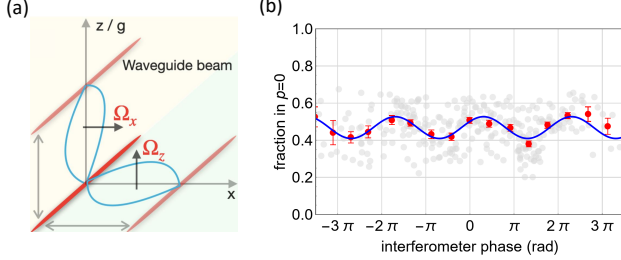 (a)
z / g
Waveguide beam
Ωx
Ωz
x
(b)
fraction in p=0
1.0
0.8
0.6
0.4
0.2
0.0
−3 π −2 π −π 0 π 2 π 3 π
interferometer phase (rad)